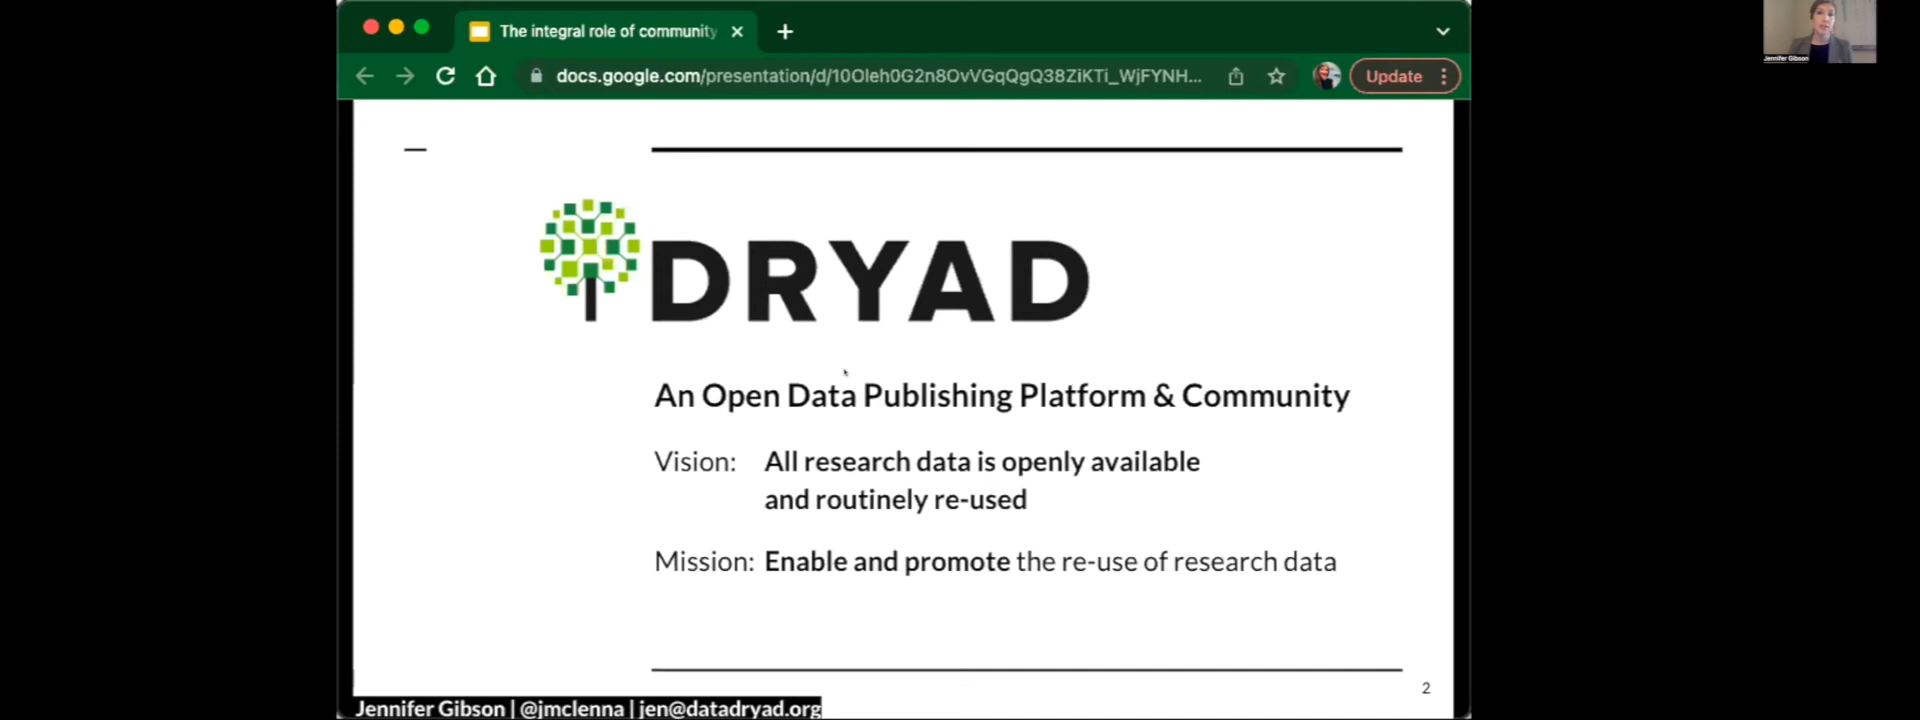 The integral role of community
docs.google.com/presentation/d/10Oleh0G2n8OvVGqQgQ38ZiKTi_WjFYNH...
Update
Jennifer Gibson
DRYAD
An Open Data Publishing Platform & Community
Vision: All research data is openly available
and routinely re-used
Mission: Enable and promote the re-use of research data
2
Jennifer Gibson | @jmclenna | jen@datadryad.org